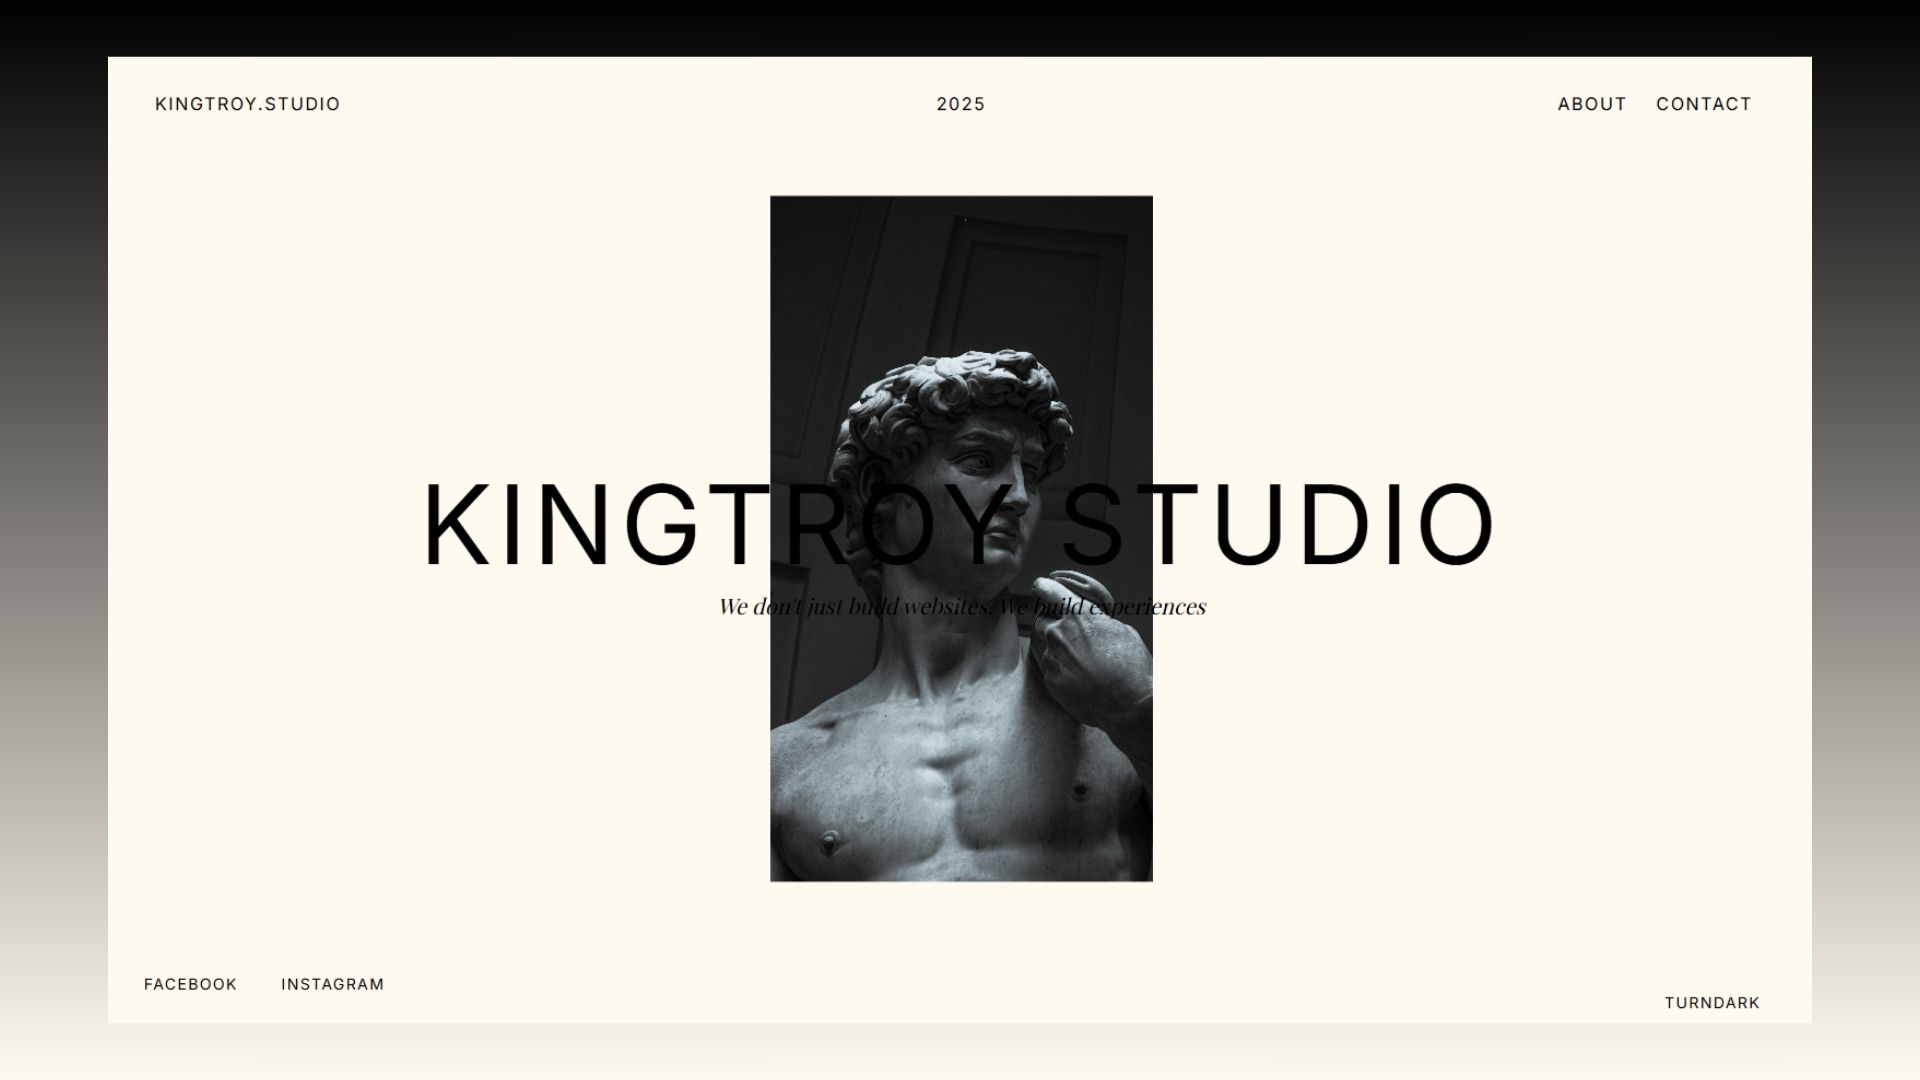 KINGTROY.STUDIO 2025 ABOUT CONTACT
KINGTROY STUDIO
We don't just build websites. We build experiences
FACEBOOK INSTAGRAM
TURNDARK